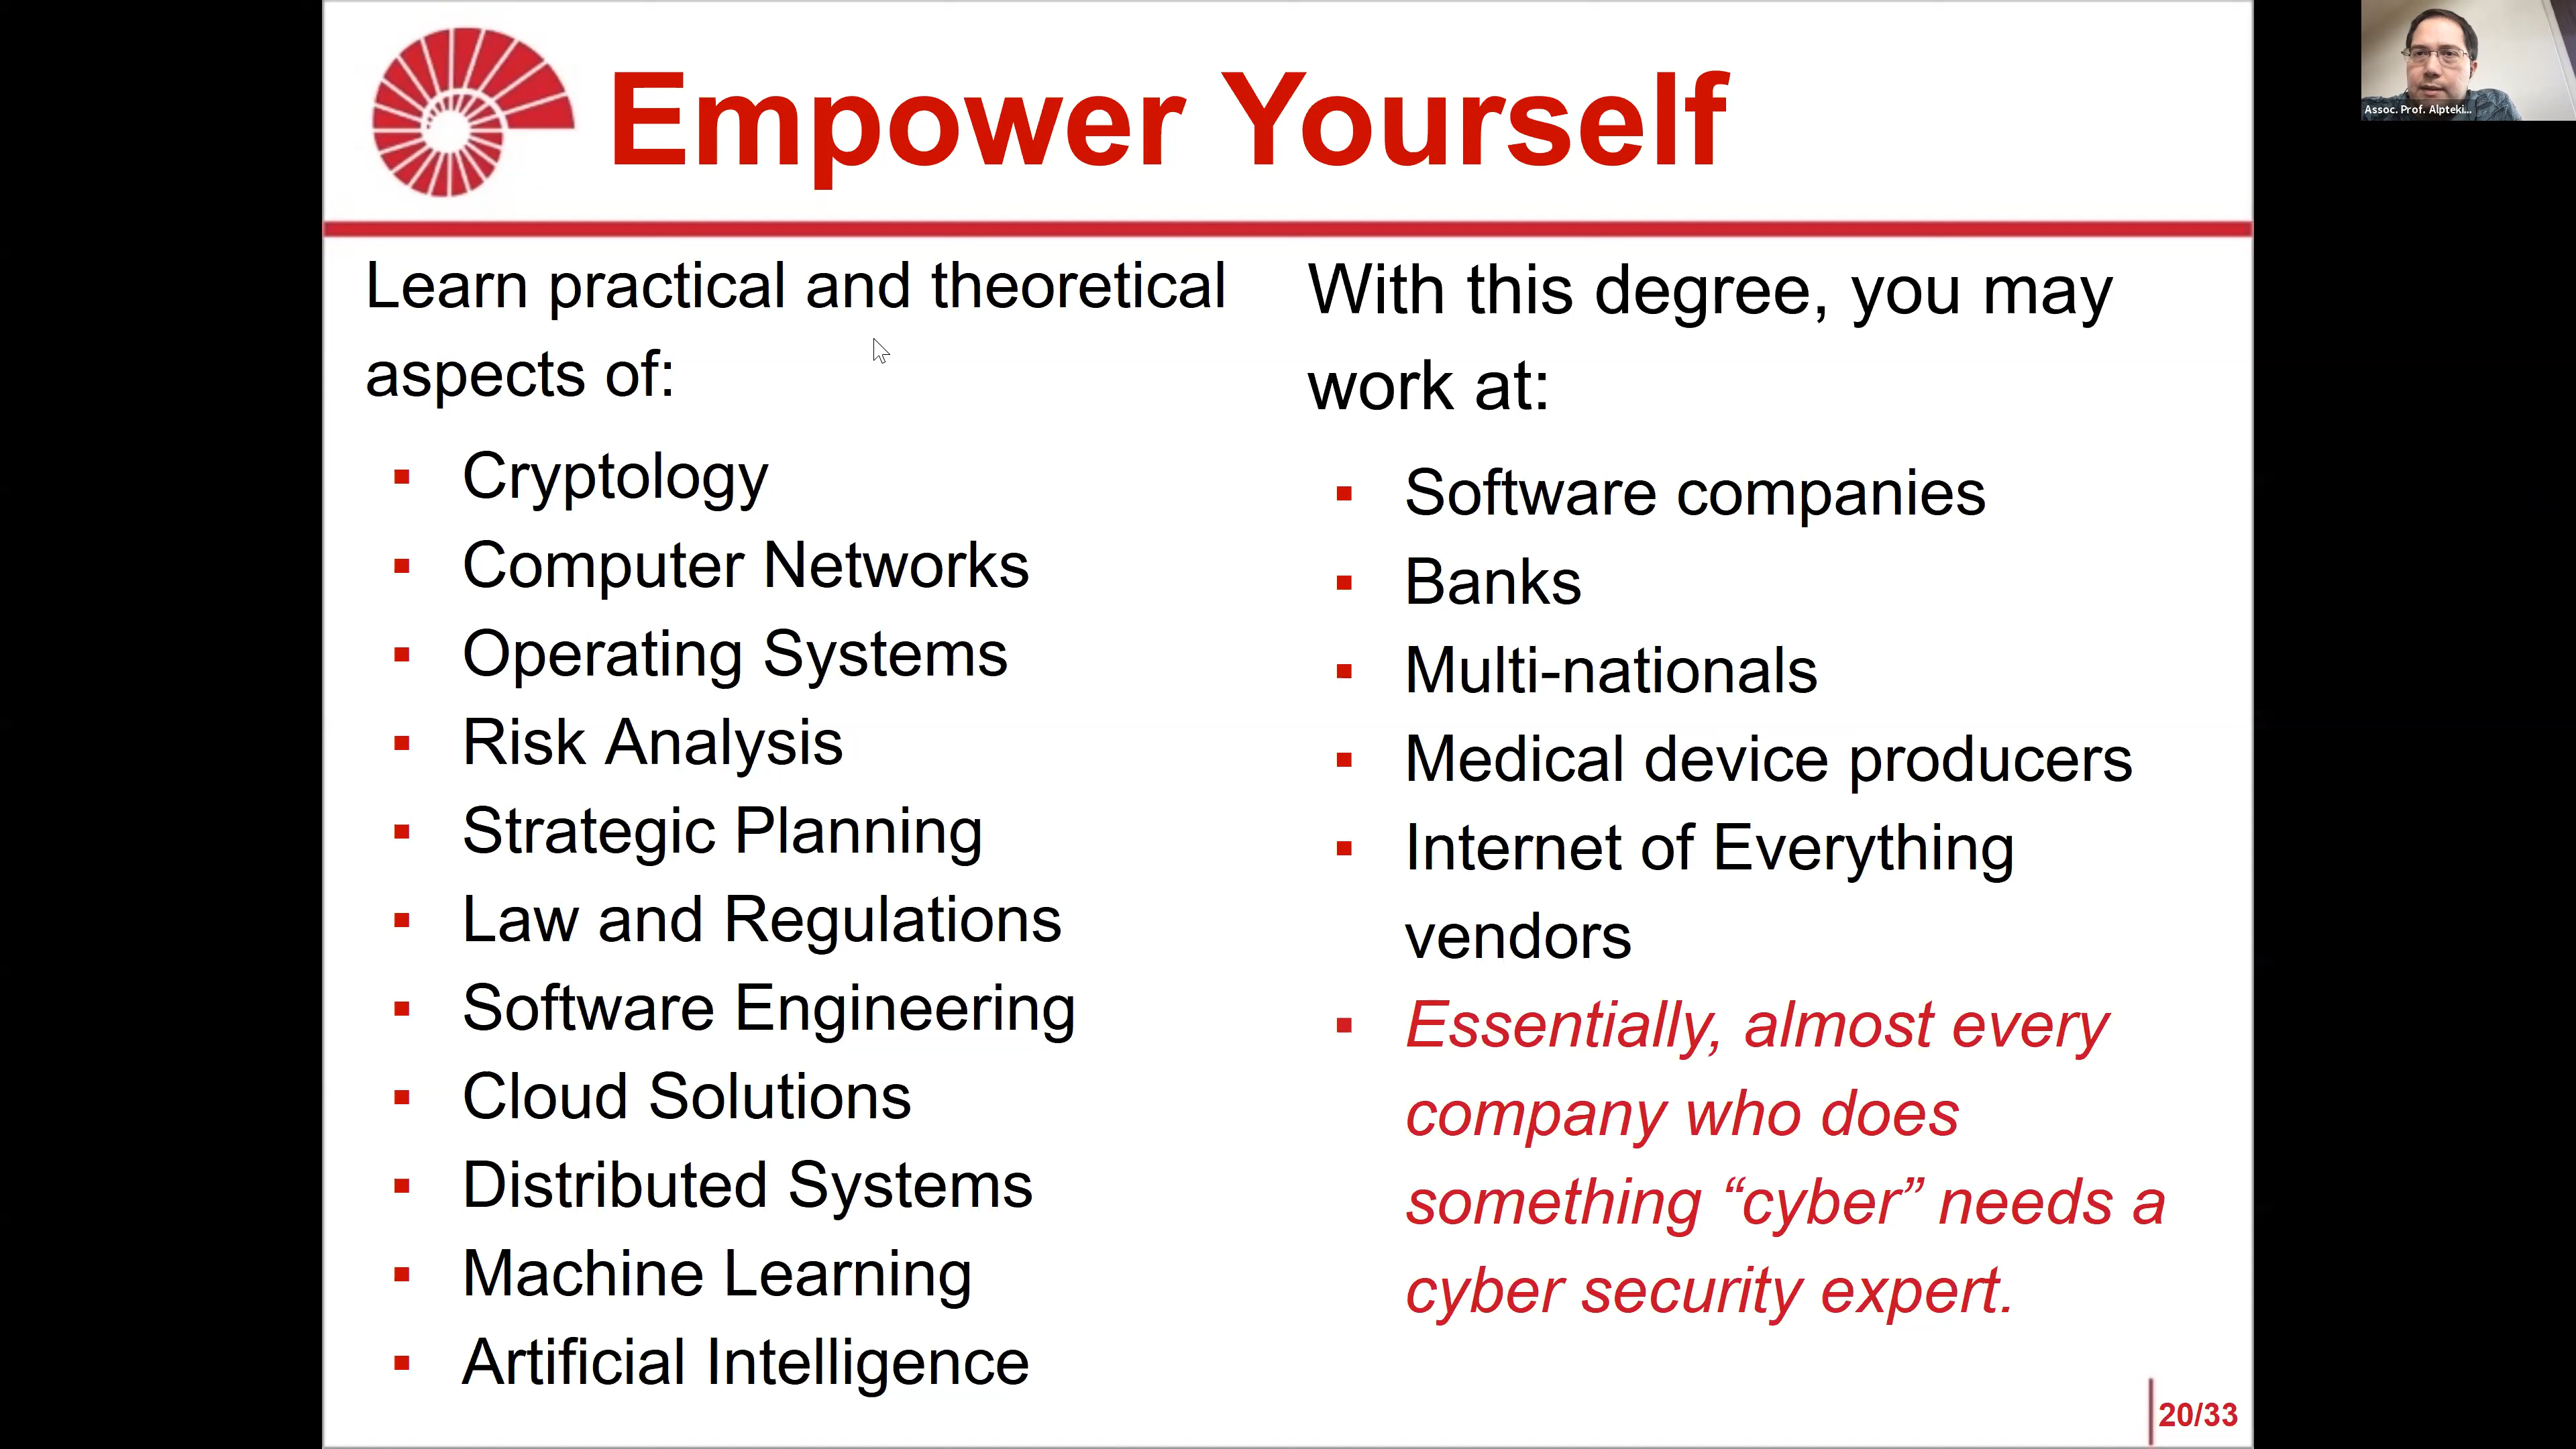 Empower Yourself
Learn practical and theoretical
aspects of:
▪ Cryptology
▪ Computer Networks
▪ Operating Systems
▪ Risk Analysis
▪ Strategic Planning
▪ Law and Regulations
▪ Software Engineering
▪ Cloud Solutions
▪ Distributed Systems
▪ Machine Learning
▪ Artificial Intelligence
With this degree, you may
work at:
▪ Software companies
▪ Banks
▪ Multi-nationals
▪ Medical device producers
▪ Internet of Everything
vendors
▪ Essentially, almost every
company who does
something “cyber” needs a
cyber security expert.
20/33
Assoc. Prof. Alpteki...